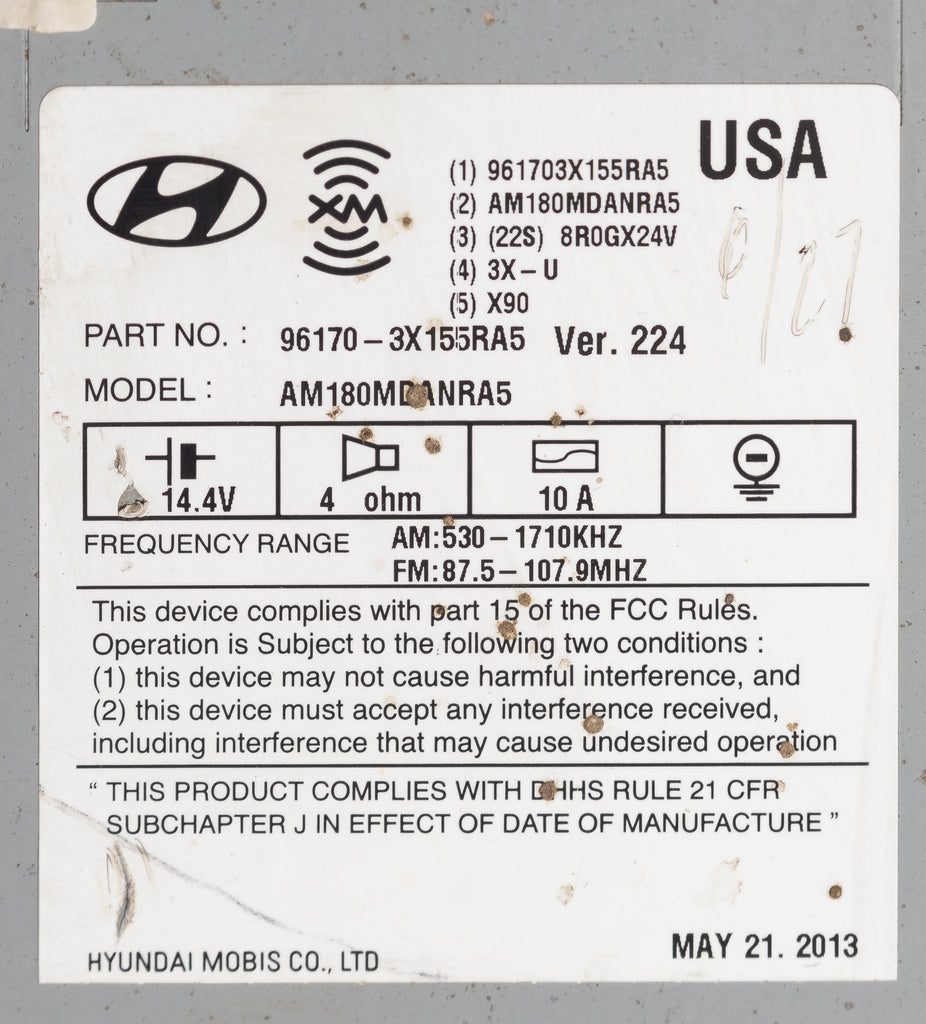 USA
XM
(1) 961703X155RA5
(2) AM180MDANRA5
(3) (22S) 8R0GX24V
(4) 3X-U
(5) X90
PART NO. : 96170-3X155RA5 Ver. 224
MODEL : AM180MDANRA5
14.4V 4 ohm 10 A
FREQUENCY RANGE AM:530-1710KHZ
FM:87.5-107.9MHZ
This device complies with part 15 of the FCC Rules.
Operation is Subject to the following two conditions :
(1) this device may not cause harmful interference, and
(2) this device must accept any interference received,
including interference that may cause undesired operation
“ THIS PRODUCT COMPLIES WITH DHHS RULE 21 CFR
SUBCHAPTER J IN EFFECT OF DATE OF MANUFACTURE ”
MAY 21. 2013
HYUNDAI MOBIS CO., LTD